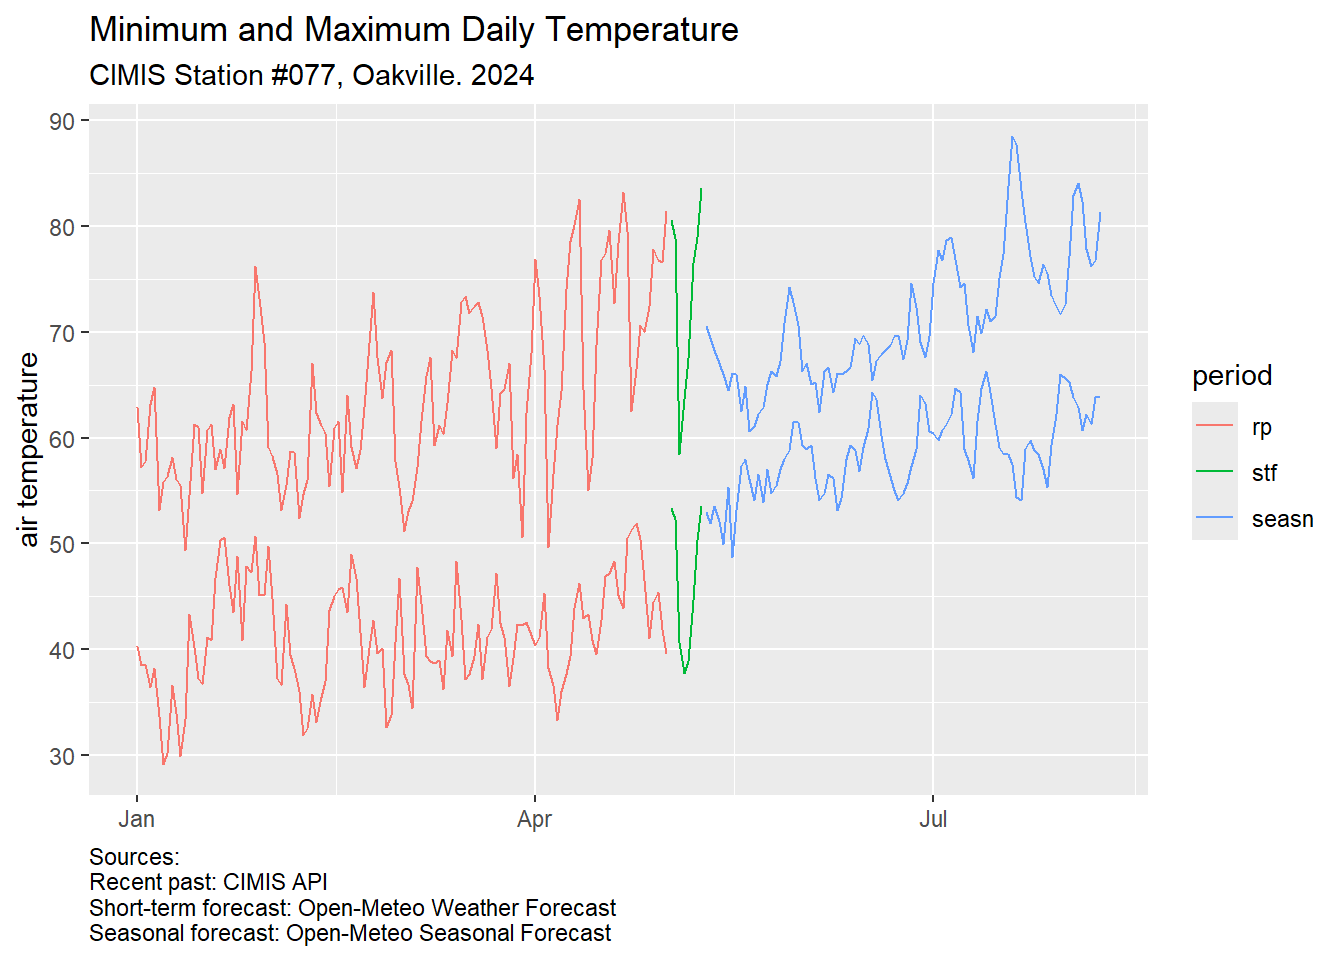 Minimum and Maximum Daily Temperature
CIMIS Station #077, Oakville. 2024
air temperature
90
80
70
60
50
40
30
Jan
Apr
Jul
period
rp
stf
seasn
Sources:
Recent past: CIMIS API
Short-term forecast: Open-Meteo Weather Forecast
Seasonal forecast: Open-Meteo Seasonal Forecast